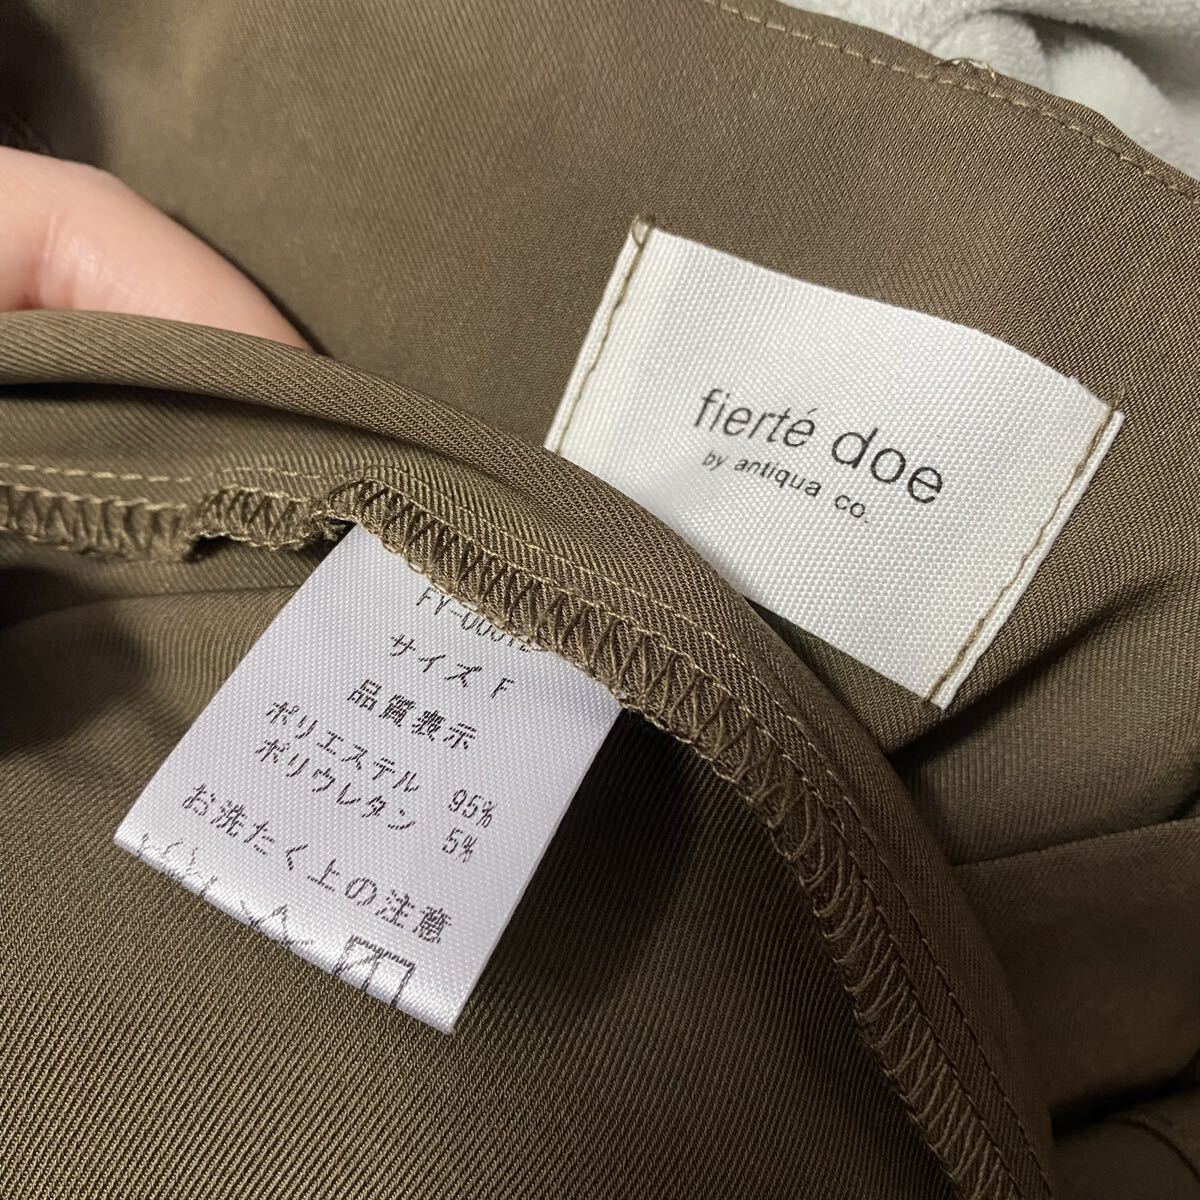 fierté doe
by antiqua co.
サイズ F
品質表示
ポリエステル 95%
ポリウレタン 5%
お洗たく上の注意